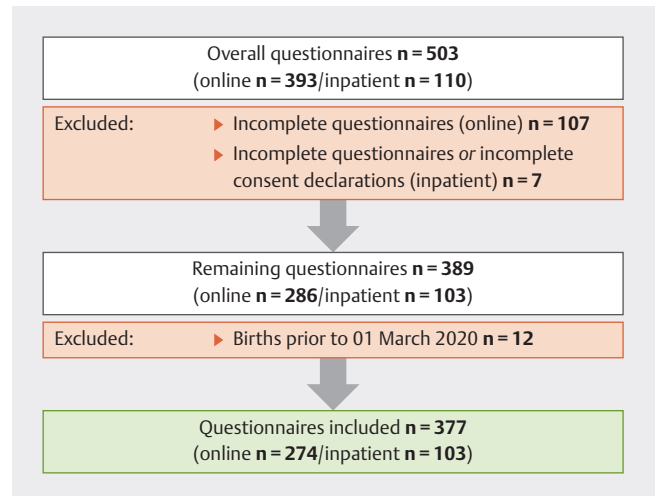 Overall questionnaires n = 503
(online n = 393/inpatient n = 110)
Excluded: ▶ Incomplete questionnaires (online) n = 107
▶ Incomplete questionnaires or incomplete
consent declarations (inpatient) n = 7
Remaining questionnaires n = 389
(online n = 286/inpatient n = 103)
Excluded: ▶ Births prior to 01 March 2020 n = 12
Questionnaires included n = 377
(online n = 274/inpatient n = 103)